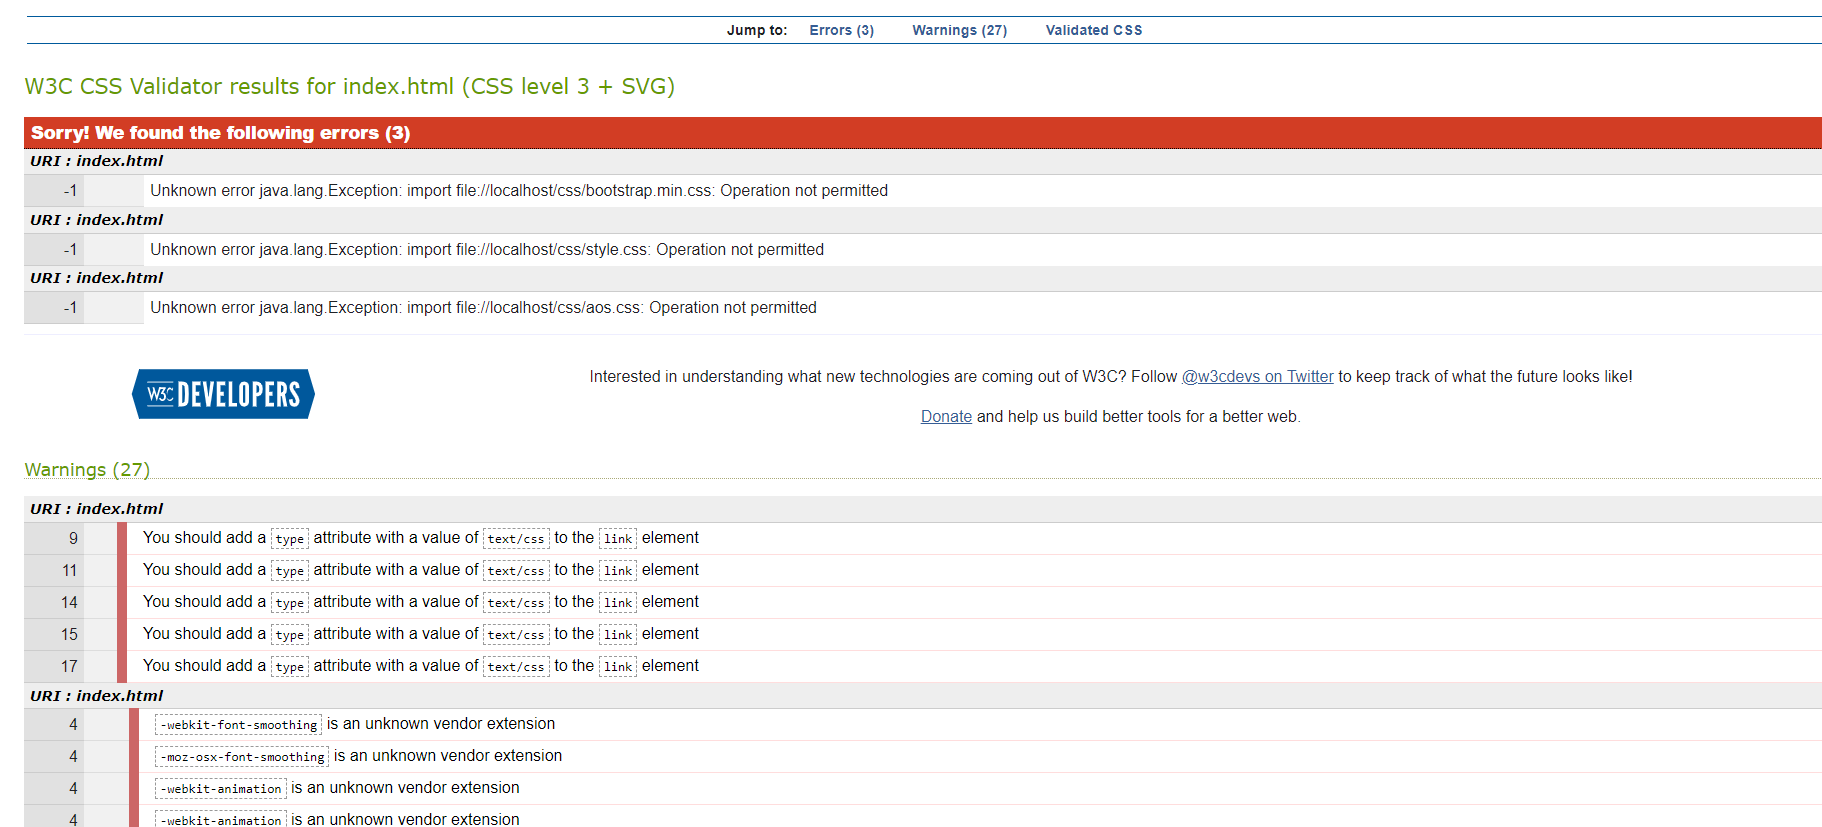 Jump to: Errors (3) Warnings (27) Validated CSS
W3C CSS Validator results for index.html (CSS level 3 + SVG)
Sorry! We found the following errors (3)
URI : index.html
-1 Unknown error java.lang.Exception: import file://localhost/css/bootstrap.min.css: Operation not permitted
URI : index.html
-1 Unknown error java.lang.Exception: import file://localhost/css/style.css: Operation not permitted
URI : index.html
-1 Unknown error java.lang.Exception: import file://localhost/css/aos.css: Operation not permitted
W3C DEVELOPERS
Interested in understanding what new technologies are coming out of W3C? Follow @w3cdevs on Twitter to keep track of what the future looks like!
Donate and help us build better tools for a better web.
Warnings (27)
URI : index.html
9 You should add a type attribute with a value of text/css to the link element
11 You should add a type attribute with a value of text/css to the link element
14 You should add a type attribute with a value of text/css to the link element
15 You should add a type attribute with a value of text/css to the link element
17 You should add a type attribute with a value of text/css to the link element
URI : index.html
4 -webkit-font-smoothing is an unknown vendor extension
4 -moz-osx-font-smoothing is an unknown vendor extension
4 -webkit-animation is an unknown vendor extension
4 -webkit-animation is an unknown vendor extension